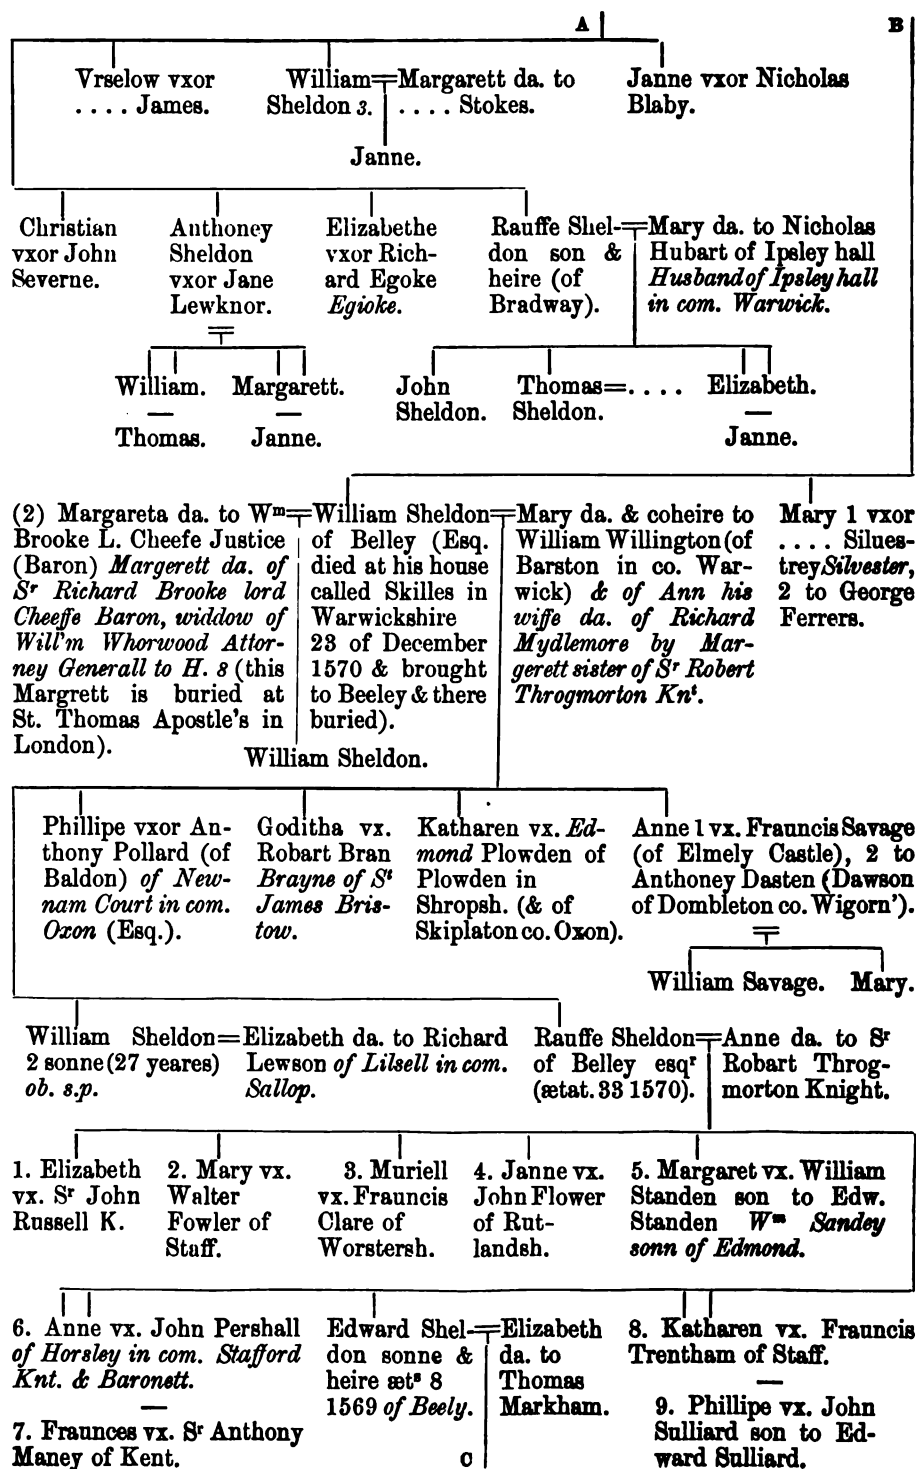 A B
Vrselow vxor
. . . . James.
William
Sheldon 3.
Margarett da. to
. . . . Stokes.
Janne vxor Nicholas
Blaby.
Janne.
Christian
vxor John
Severne.
Anthoney
Sheldon
vxor Jane
Lewknor.
Elizabethe
vxor Rich-
ard Egoke
Egioke.
Rauffe Shel-
don son &
heire (of
Bradway).
Mary da. to Nicholas
Hubart of Ipsley hall
Husband of Ipsley hall
in com. Warwick.
William.
—
Thomas.
Margarett.
—
Janne.
John
Sheldon.
Thomas=. . . .
Sheldon.
Elizabeth.
—
Janne.
(2) Margareta da. to Wm
Brooke L. Cheefe Justice
(Baron) Margerett da. of
Sr Richard Brooke lord
Cheeffe Baron, widdow of
Will'm Whorwood Attor-
ney Generall to H. 8 (this
Margrett is buried at
St. Thomas Apostle's in
London).
William Sheldon
of Belley (Esq.
died at his house
called Skilles in
Warwickshire
23 of December
1570 & brought
to Beeley & there
buried).
Mary da. & coheire to
William Willington (of
Barston in co. War-
wick) & of Ann his
wiffe da. of Richard
Mydlemore by Mar-
gerett sister of Sr Robert
Throgmorton Knt.
Mary 1 vxor
. . . . Silues-
trey Silvester,
2 to George
Ferrers.
William Sheldon.
Phillipe vxor An-
thony Pollard (of
Baldon) of New-
nam Court in com.
Oxon (Esq.).
Goditha vx.
Robart Bran
Brayne of St
James Bris-
tow.
Katharen vx. Ed-
mond Plowden of
Plowden in
Shropsh. (& of
Skiplaton co. Oxon).
Anne 1 vx. Frauncis Savage
(of Elmely Castle), 2 to
Anthoney Dasten (Dawson
of Dombleton co. Wigorn').
William Savage. Mary.
William Sheldon=
2 sonne (27 yeares)
ob. s.p.
Elizabeth da. to Richard
Lewson of Lilsell in com.
Sallop.
Rauffe Sheldon
of Belley esqr
(ætat. 33 1570).
Anne da. to Sr
Robart Throg-
morton Knight.
1. Elizabeth
vx. Sr John
Russell K.
2. Mary vx.
Walter
Fowler of
Staff.
3. Muriell
vx. Frauncis
Clare of
Worstersh.
4. Janne vx.
John Flower
of Rut-
landsh.
5. Margaret vx. William
Standen son to Edw.
Standen Wm Sandey
sonn of Edmond.
6. Anne vx. John Pershall
of Horsley in com. Stafford
Knt. & Baronett.
—
7. Fraunces vx. Sr Anthony
Maney of Kent.
Edward Shel-
don sonne &
heire æts 8
1569 of Beely.
Elizabeth
da. to
Thomas
Markham.
8. Katharen vx. Frauncis
Trentham of Staff.
—
9. Phillipe vx. John
Sulliard son to Ed-
ward Sulliard.
C